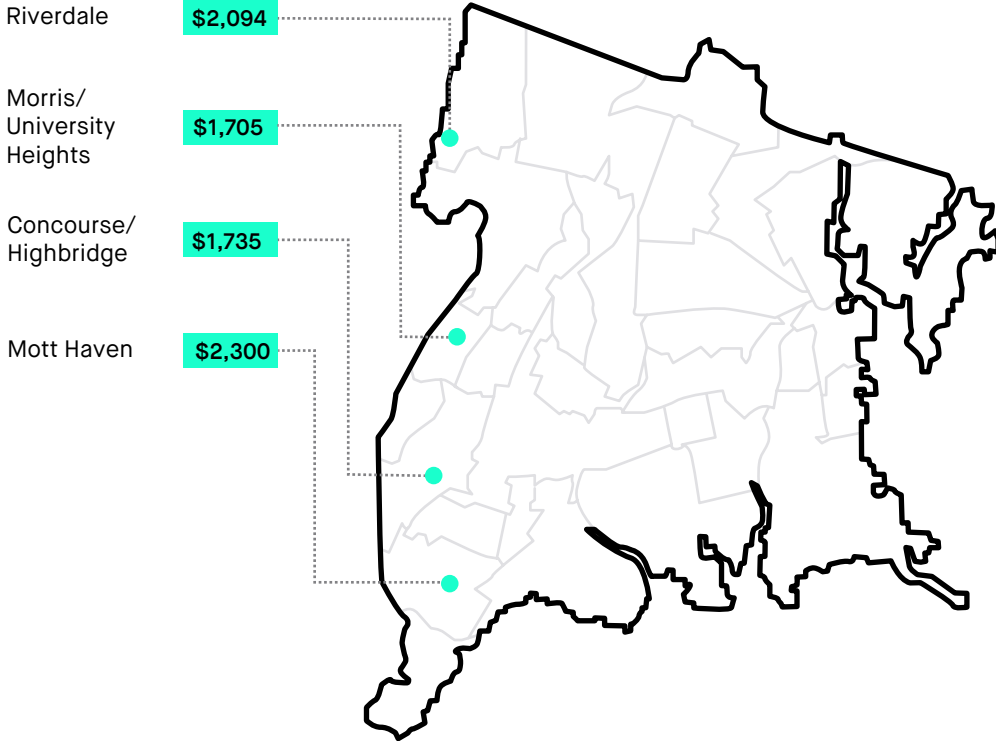 Riverdale
$2,094
Morris/
University
Heights
$1,705
Concourse/
Highbridge
$1,735
Mott Haven
$2,300